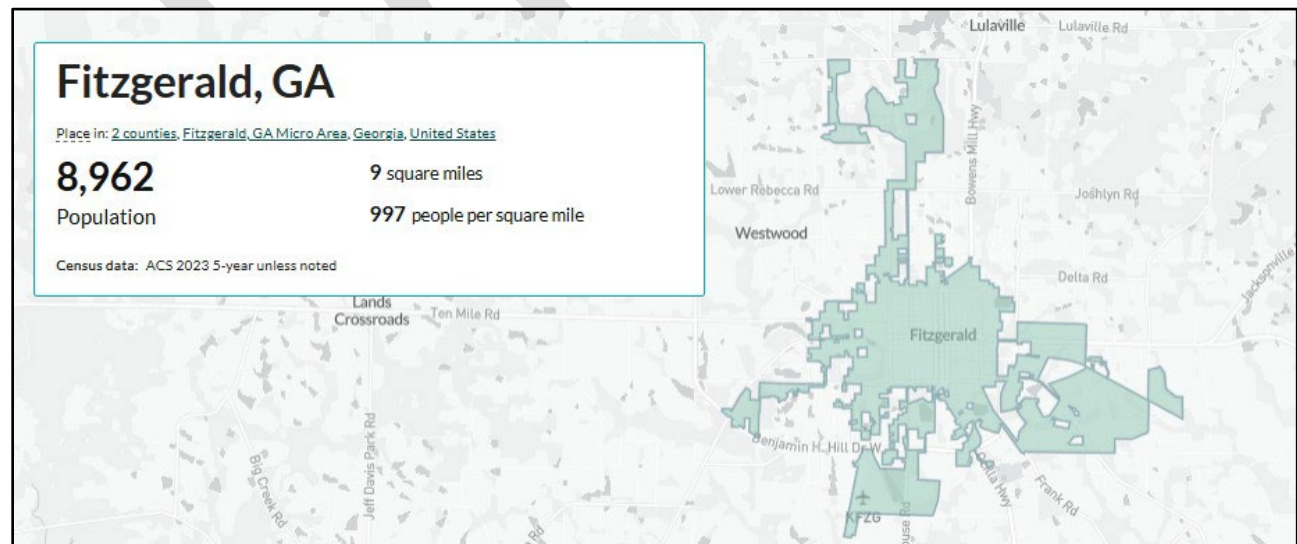 Fitzgerald, GA
Place in: 2 counties, Fitzgerald, GA Micro Area, Georgia, United States
8,962
Population
9 square miles
997 people per square mile
Census data: ACS 2023 5-year unless noted
Lulaville
Lulaville Rd
Bowens Mill Hwy
Lower Rebecca Rd
Joshlyn Rd
Westwood
Delta Rd
Jacksonville
Lands
Crossroads
Ten Mile Rd
Fitzgerald
Benjamin H. Hill Dr W
Big Creek Rd
Jeff Davis Park Rd
Ocilla Hwy
Frank Rd
KFZG